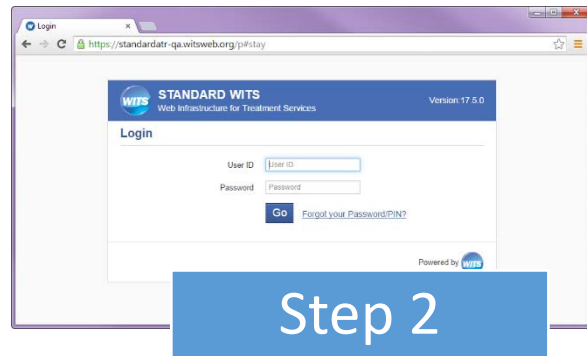 Login
https://standardatr-qa.witsweb.org/p#stay
WITS
STANDARD WITS
Web Infrastructure for Treatment Services
Version:17.5.0
Login
User ID User ID
Password Password
Go Forgot your Password/PIN?
Powered by WITS
Step 2